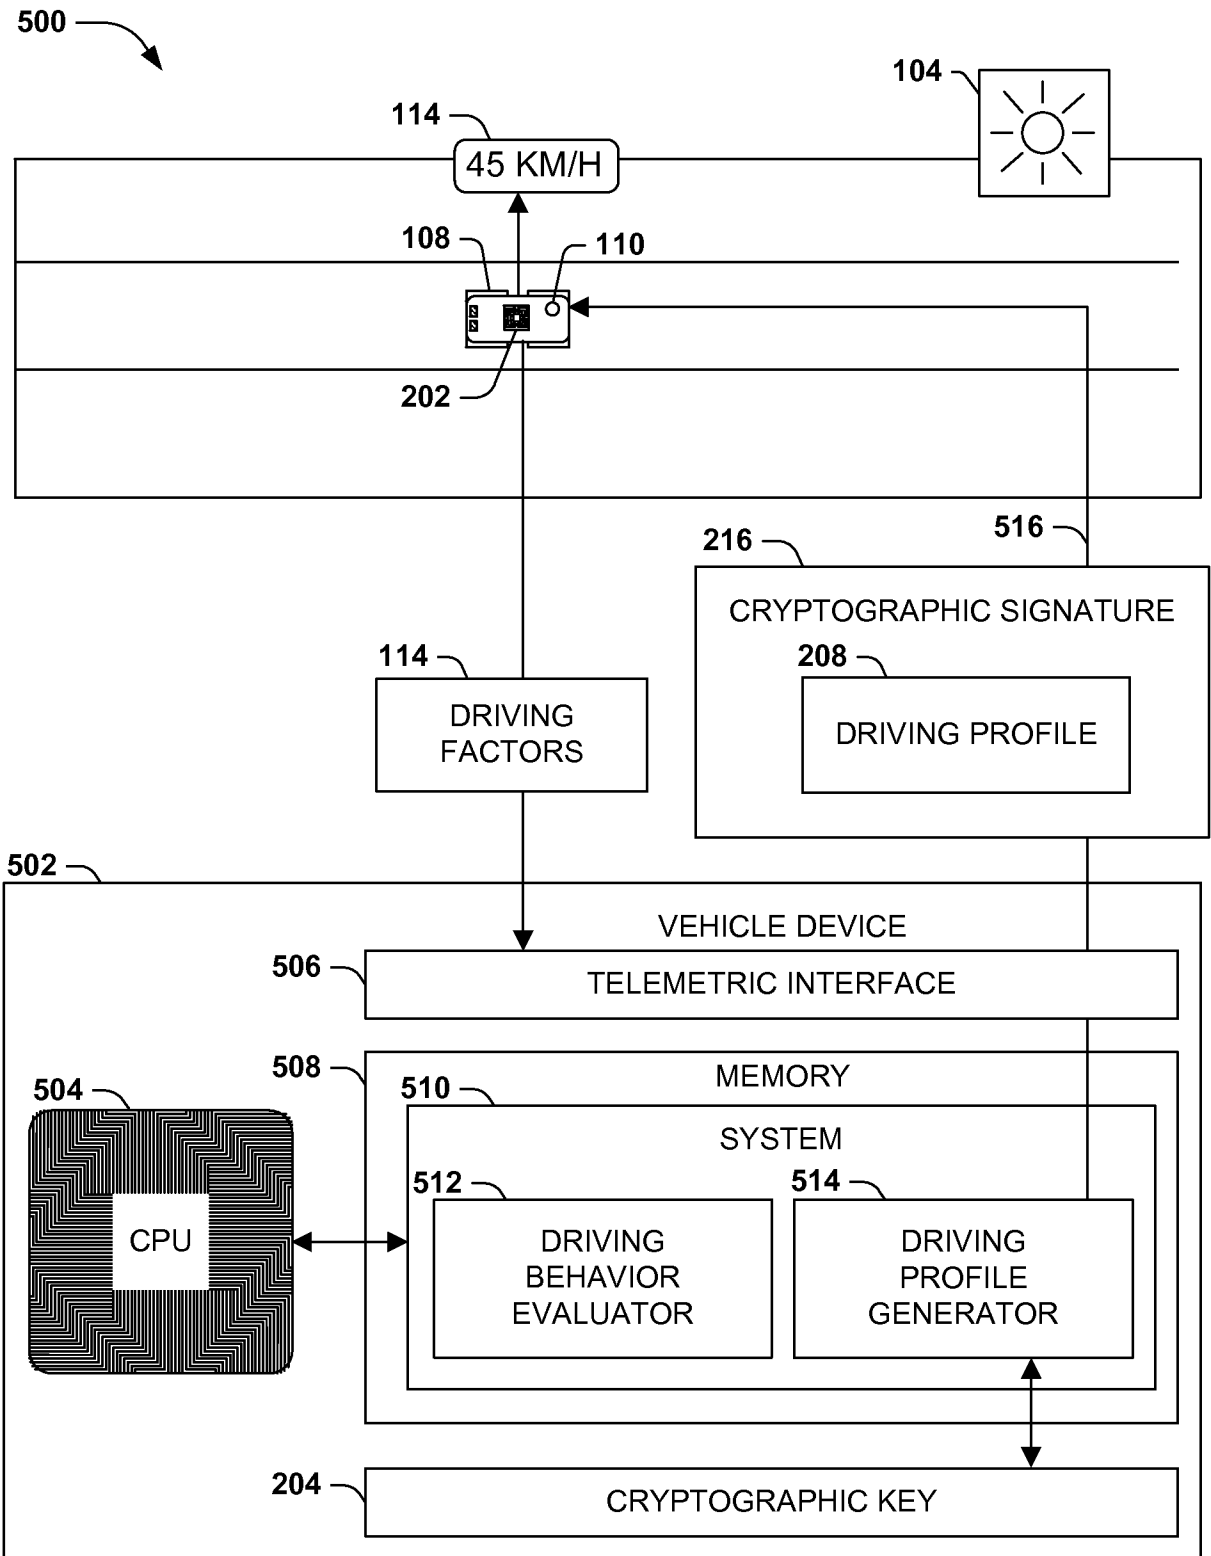 500
104
114
45 KM/H
108
110
202
516
216
CRYPTOGRAPHIC SIGNATURE
208
DRIVING PROFILE
114
DRIVING
FACTORS
502
VEHICLE DEVICE
506
TELEMETRIC INTERFACE
508
MEMORY
504
510
SYSTEM
CPU
512
DRIVING
BEHAVIOR
EVALUATOR
514
DRIVING
PROFILE
GENERATOR
204
CRYPTOGRAPHIC KEY